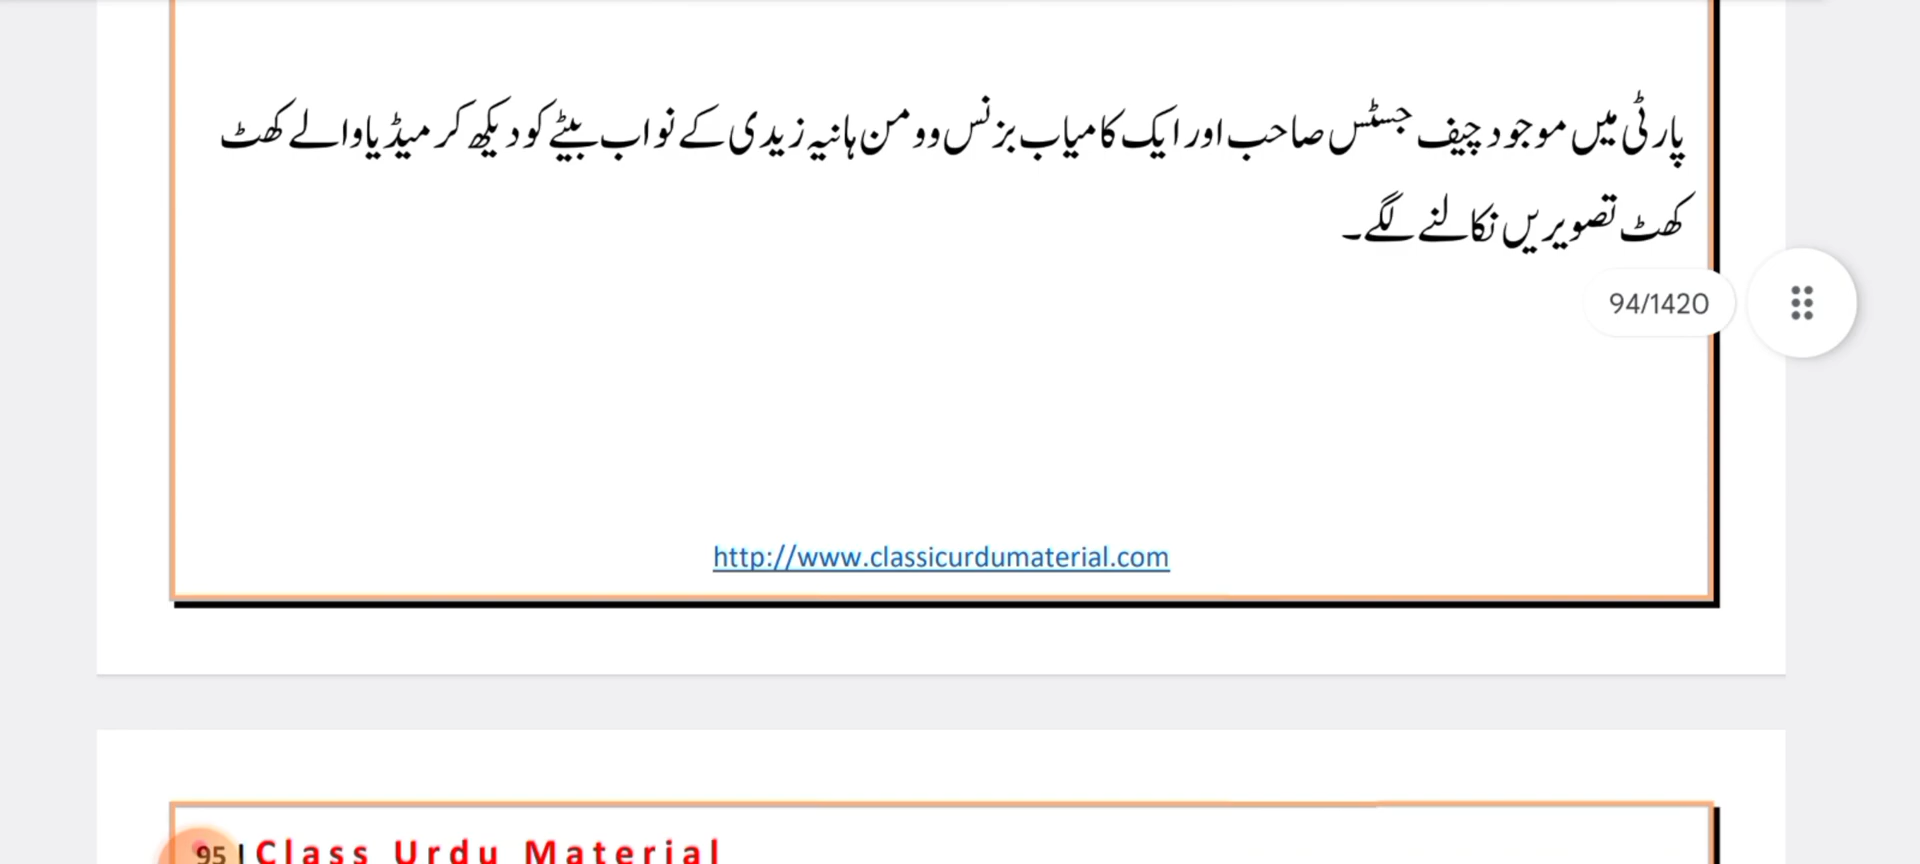 پارٹی میں موجود چیف جسٹس صاحب اور ایک کامیاب بزنس وومن ہانیہ زیدی کے نواب بیٹے کو دیکھ کر میڈیا والے کھٹ
کھٹ تصویریں نکالنے لگے۔
94/1420
http://www.classicurdumaterial.com
95 | Class Urdu Material